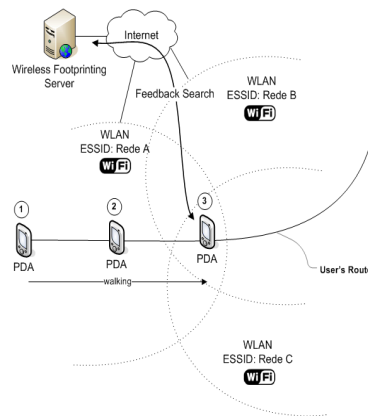 Internet
Wireless Footprinting
Server
Feedback Search
WLAN
ESSID: Rede B
Wi Fi
WLAN
ESSID: Rede A
Wi Fi
1
2
3
PDA
PDA
PDA
walking
User's Route
WLAN
ESSID: Rede C
Wi Fi